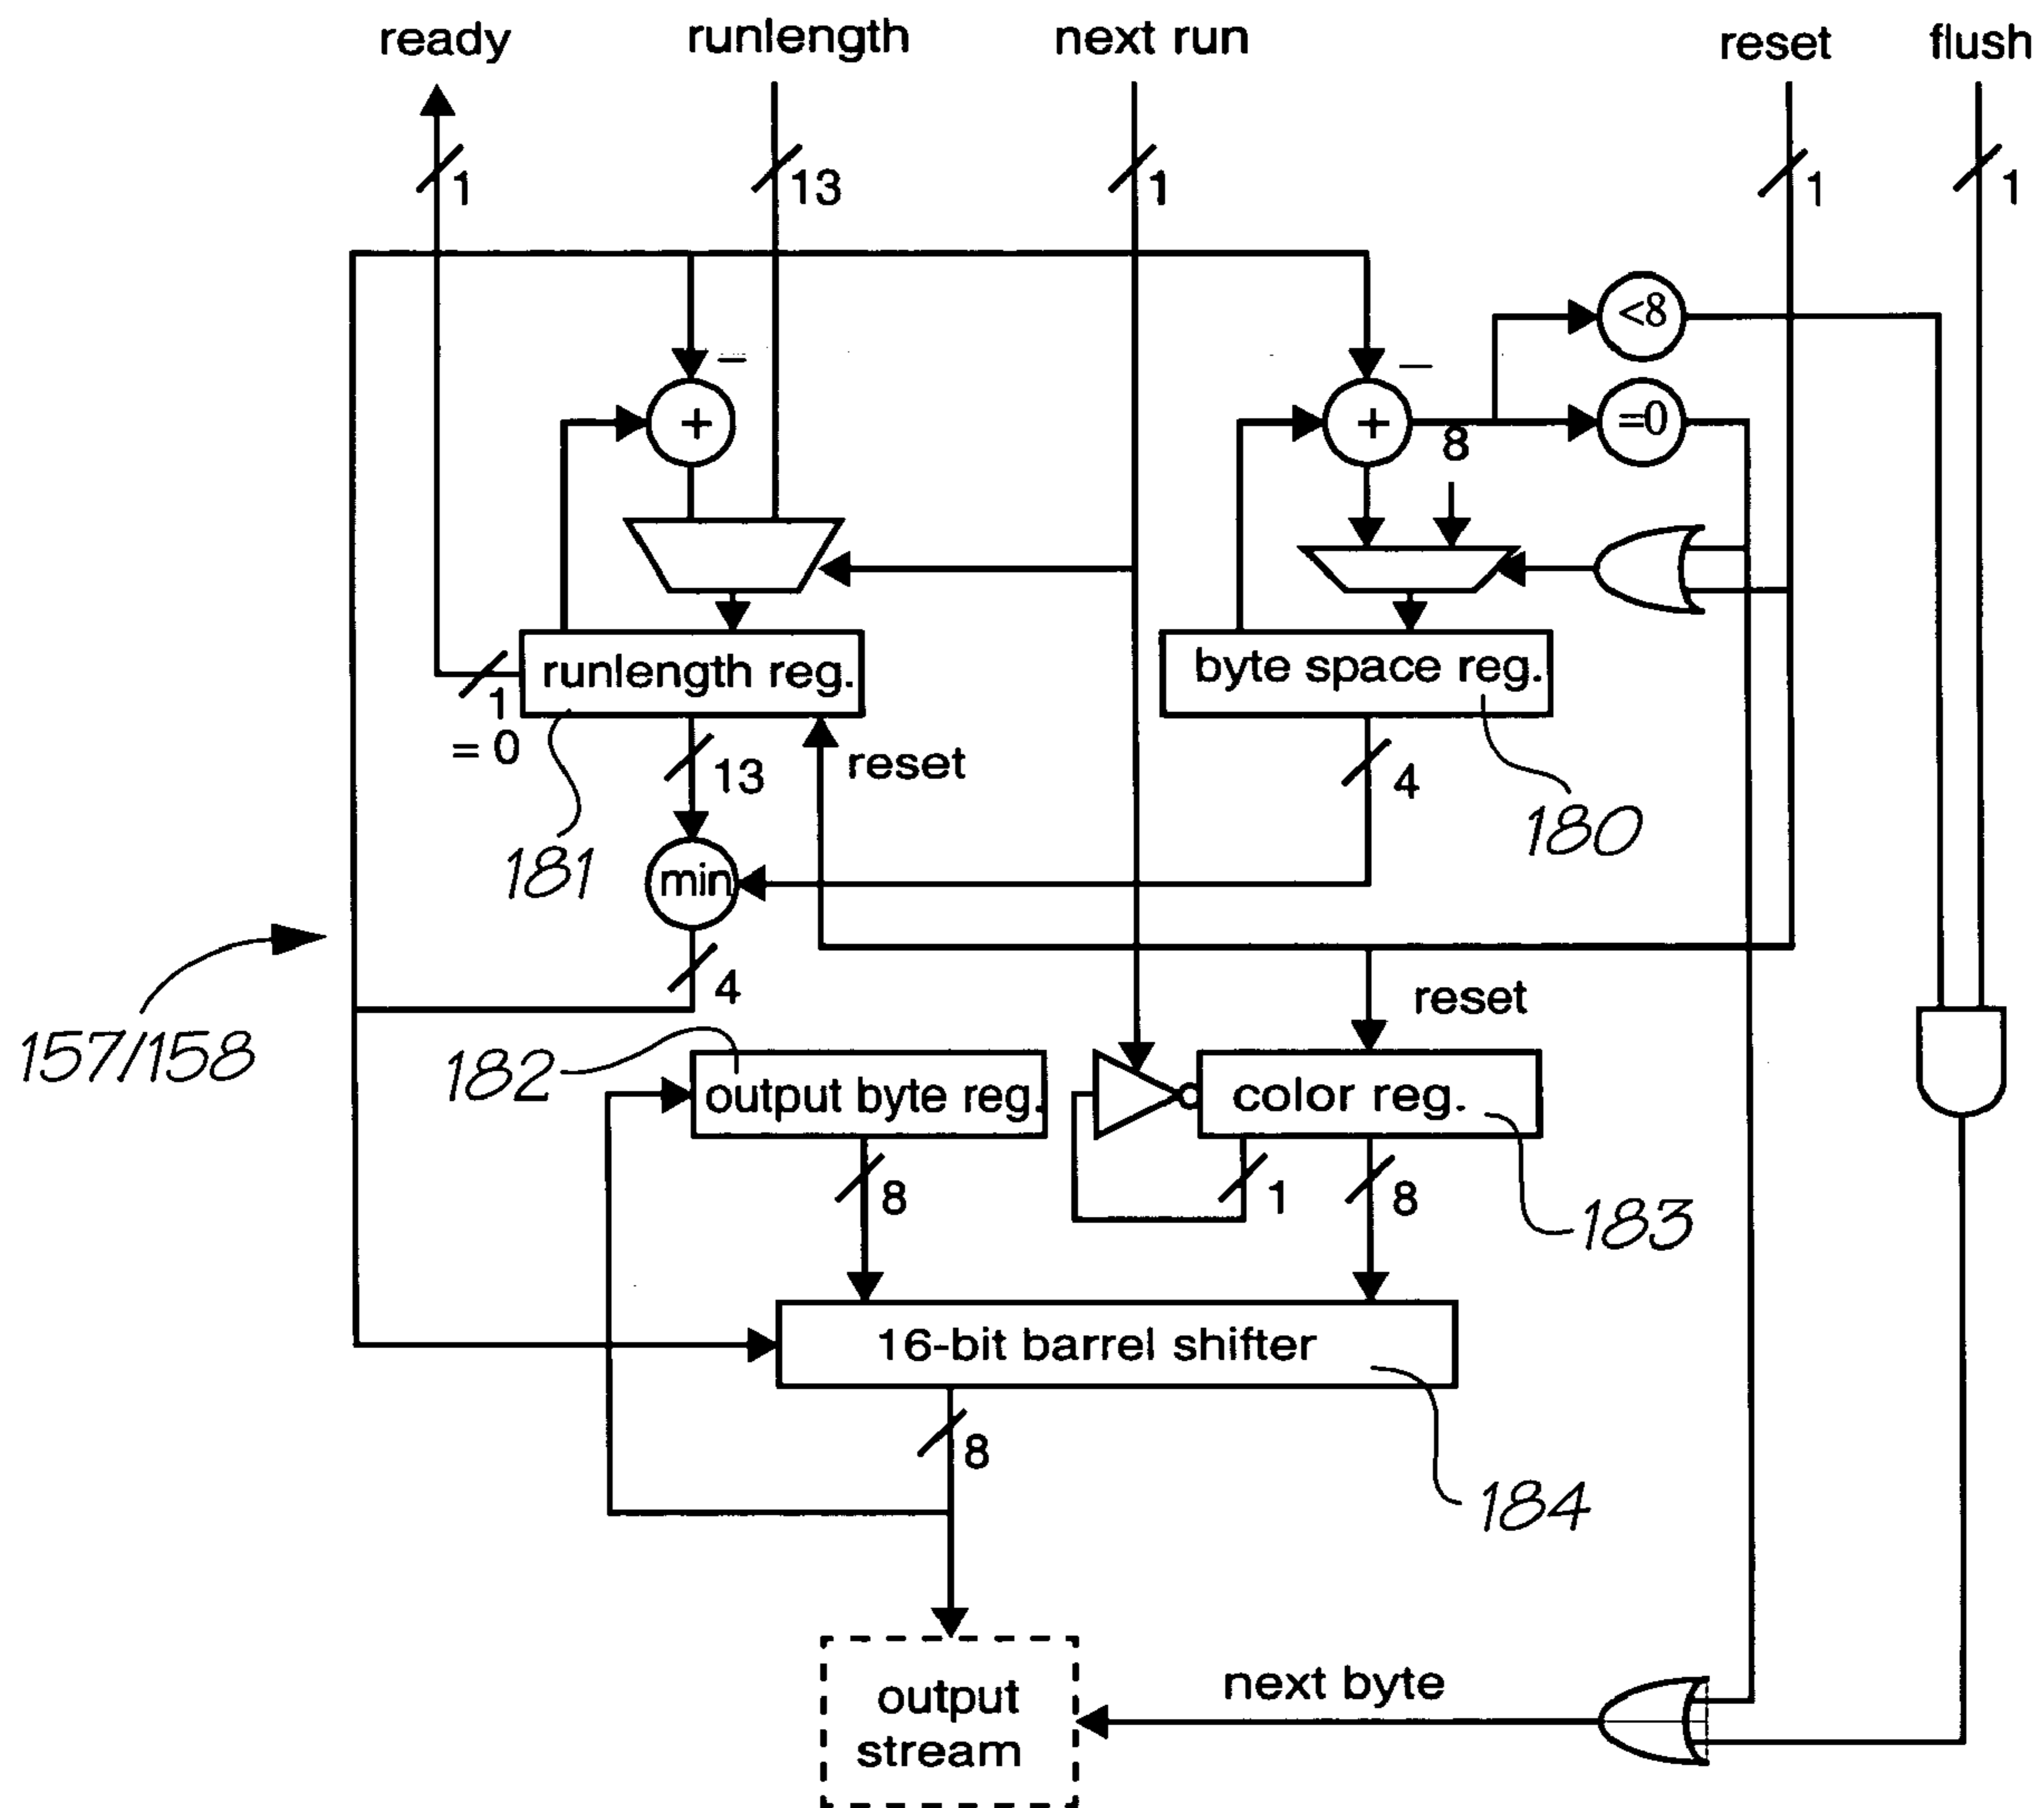 ready
runlength
next run
reset
flush
1
13
1
1
1
<8
–
–
+
+
=0
8
runlength reg.
byte space reg.
1
= 0
13
reset
4
181
180
min
4
reset
157/158
182
output byte reg.
color reg.
8
1
8
183
16-bit barrel shifter
8
184
output
stream
next byte